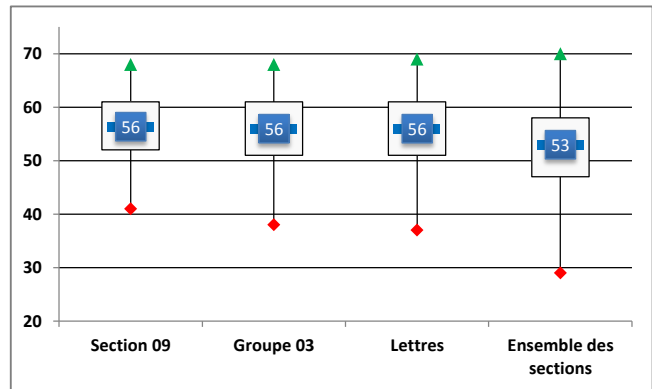 70
60
50
40
30
20
56
56
56
53
Section 09
Groupe 03
Lettres
Ensemble des
sections